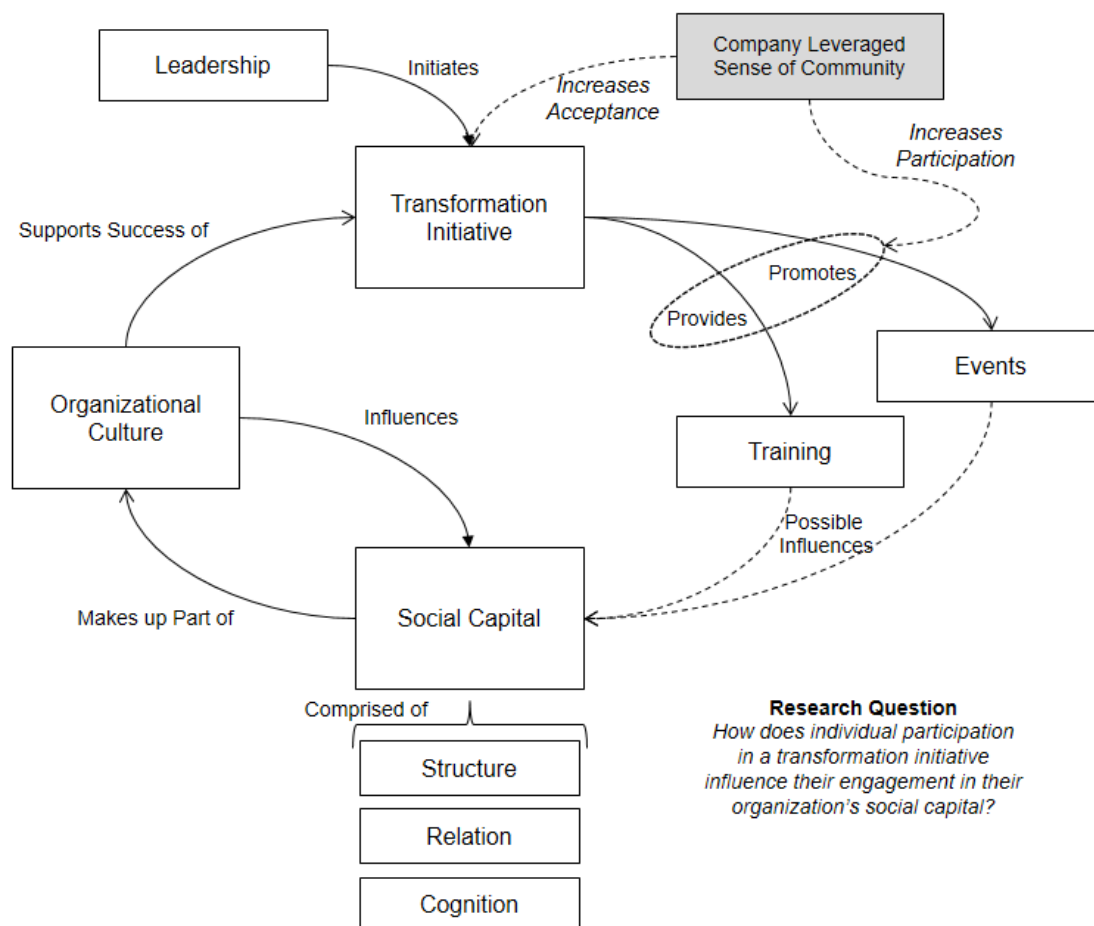 Leadership
Initiates
Company Leveraged
Sense of Community
Increases
Acceptance
Increases
Participation
Transformation
Initiative
Supports Success of
Promotes
Provides
Events
Organizational
Culture
Influences
Training
Possible
Influences
Social Capital
Makes up Part of
Comprised of
Structure
Relation
Cognition
Research Question
How does individual participation
in a transformation initiative
influence their engagement in their
organization's social capital?